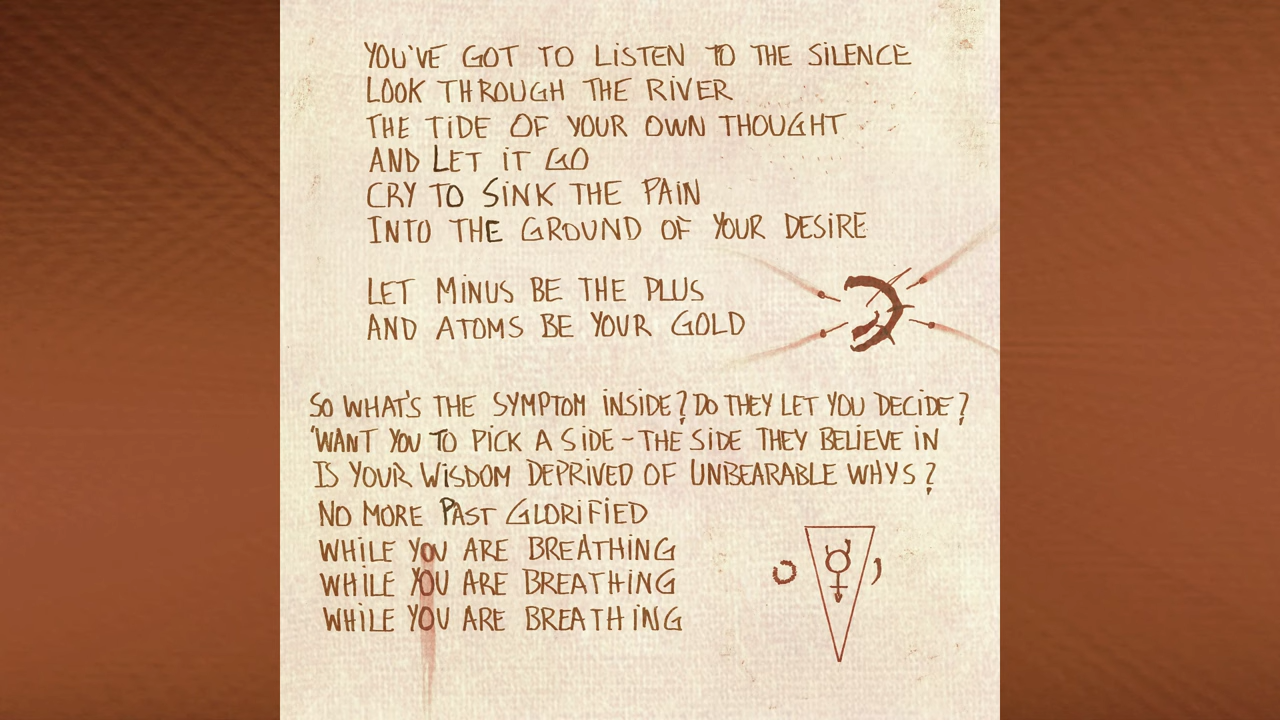 YOU'VE GOT TO LISTEN TO THE SILENCE
LOOK THROUGH THE RIVER
THE TIDE OF YOUR OWN THOUGHT
AND LET IT GO
CRY TO SINK THE PAIN
INTO THE GROUND OF YOUR DESIRE
LET MINUS BE THE PLUS
AND ATOMS BE YOUR GOLD
SO WHAT'S THE SYMPTOM INSIDE? DO THEY LET YOU DECIDE?
'WANT YOU TO PICK A SIDE - THE SIDE THEY BELIEVE IN
IS YOUR WISDOM DEPRIVED OF UNBEARABLE WHYS?
NO MORE PAST GLORIFIED
WHILE YOU ARE BREATHING
WHILE YOU ARE BREATHING
WHILE YOU ARE BREATHING